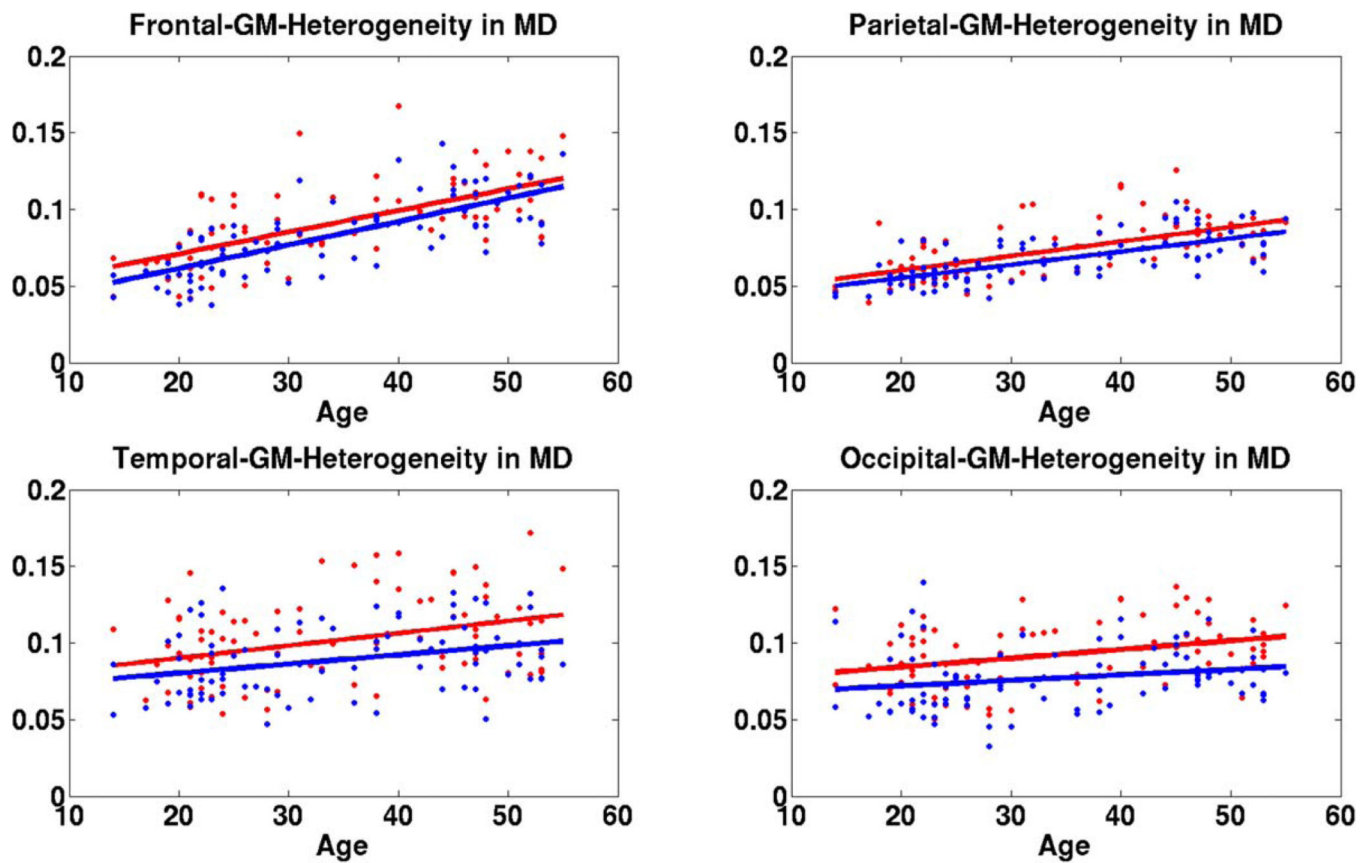 Frontal-GM-Heterogeneity in MD
0.2
0.15
0.1
0.05
0
10 20 30 40 50 60
Age
Parietal-GM-Heterogeneity in MD
0.2
0.15
0.1
0.05
0
10 20 30 40 50 60
Age
Temporal-GM-Heterogeneity in MD
0.2
0.15
0.1
0.05
0
10 20 30 40 50 60
Age
Occipital-GM-Heterogeneity in MD
0.2
0.15
0.1
0.05
0
10 20 30 40 50 60
Age